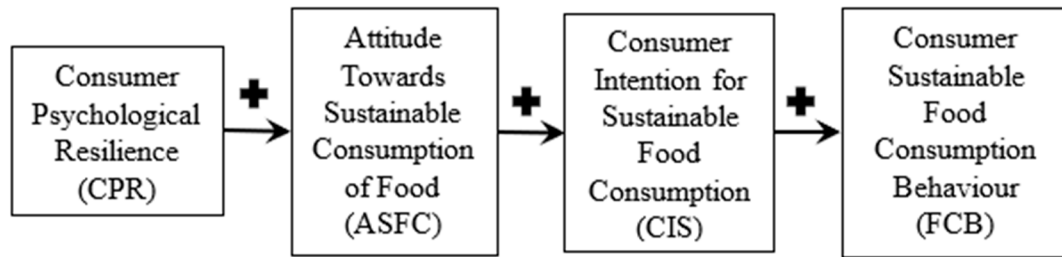 Consumer
Psychological
Resilience
(CPR)
Attitude
Towards
Sustainable
Consumption
of Food
(ASFC)
Consumer
Intention for
Sustainable
Food
Consumption
(CIS)
Consumer
Sustainable
Food
Consumption
Behaviour
(FCB)